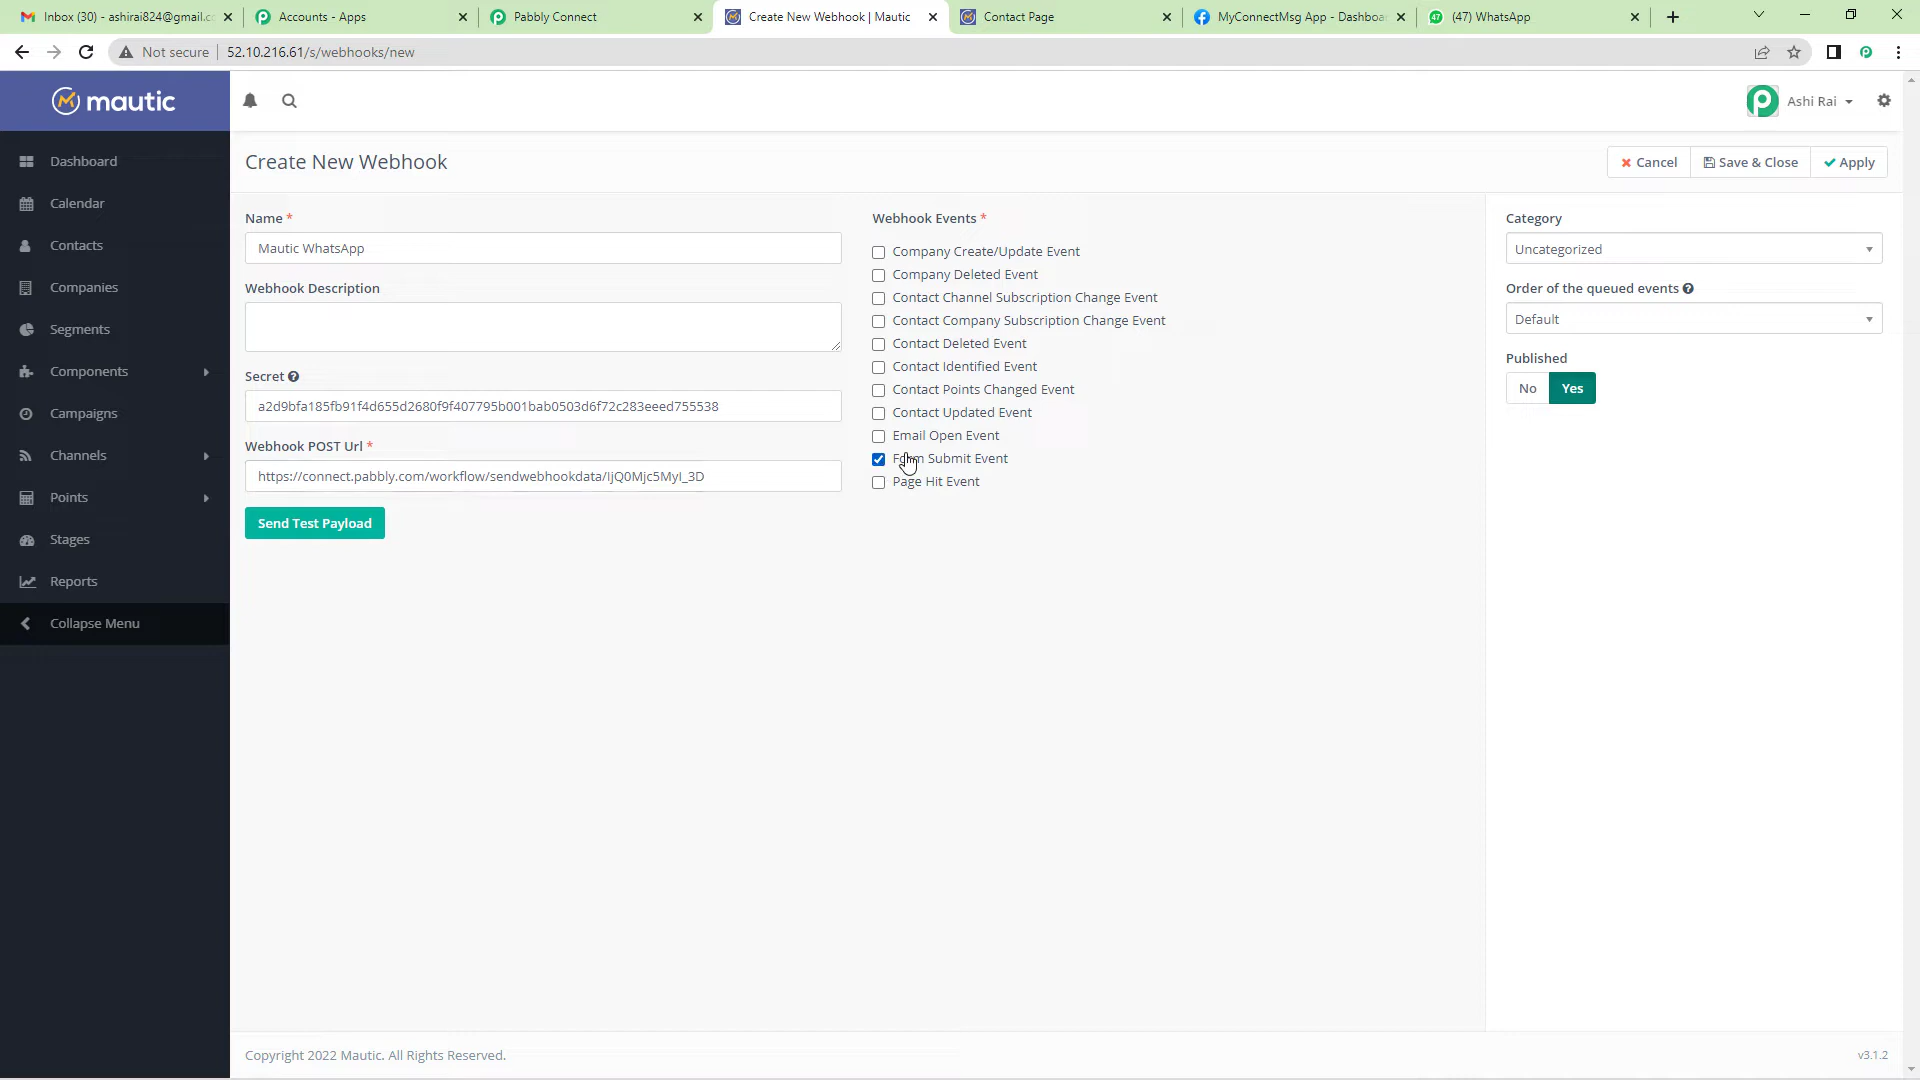 Inbox (30) - ashirai824@gmail.c
Accounts - Apps
Pabbly Connect
Create New Webhook | Mautic
Contact Page
MyConnectMsg App - Dashboa
(47) WhatsApp
Not secure
52.10.216.61/s/webhooks/new
mautic
Ashi Rai
Dashboard
Calendar
Contacts
Companies
Segments
Components
Campaigns
Channels
Points
Stages
Reports
Collapse Menu
Create New Webhook
Cancel
Save & Close
Apply
Name *
Mautic WhatsApp
Webhook Description
Secret
a2d9bfa185fb91f4d655d2680f9f407795b001bab0503d6f72c283eeed755538
Webhook POST Url *
https://connect.pabbly.com/workflow/sendwebhookdata/IjQ0Mjc5MyI_3D
Send Test Payload
Webhook Events *
Company Create/Update Event
Company Deleted Event
Contact Channel Subscription Change Event
Contact Company Subscription Change Event
Contact Deleted Event
Contact Identified Event
Contact Points Changed Event
Contact Updated Event
Email Open Event
Form Submit Event
Page Hit Event
Category
Uncategorized
Order of the queued events
Default
Published
No
Yes
Copyright 2022 Mautic. All Rights Reserved.
v3.1.2